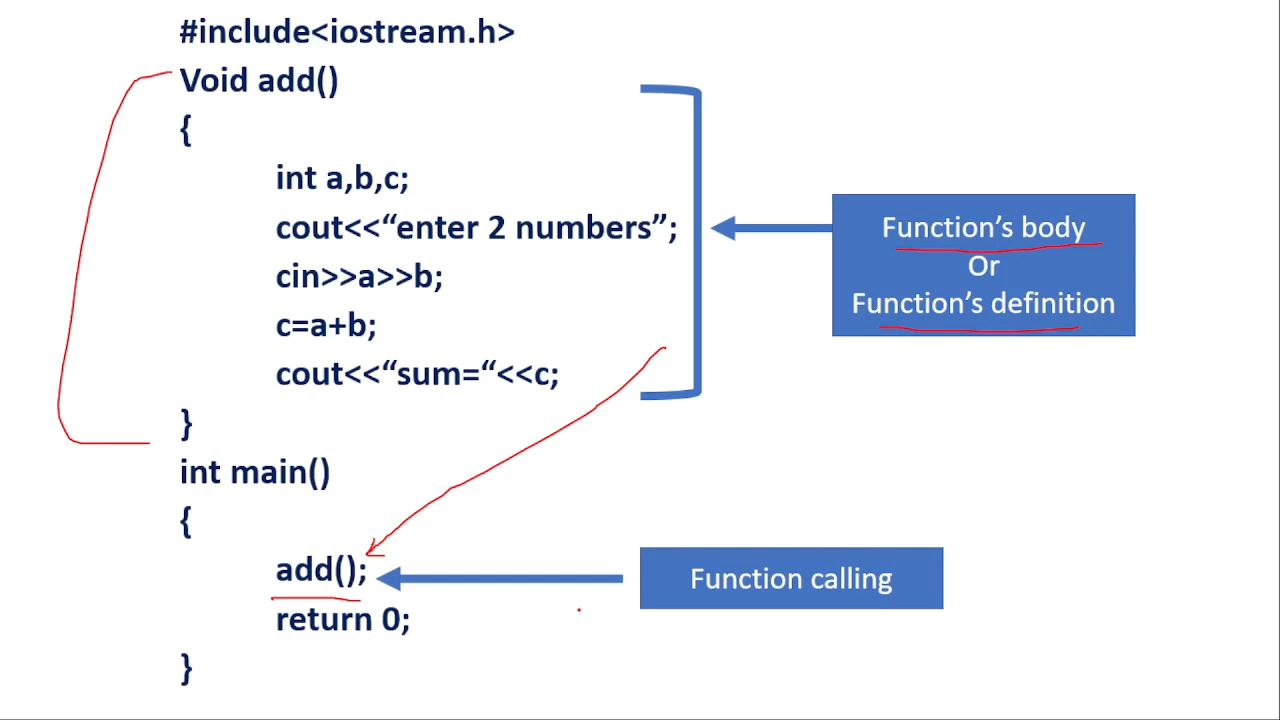 #include<iostream.h>
Void add()
{
int a,b,c;
cout<<“enter 2 numbers”;
cin>>a>>b;
c=a+b;
cout<<“sum=“<<c;
}
int main()
{
add();
return 0;
}
Function’s body
Or
Function’s definition
Function calling